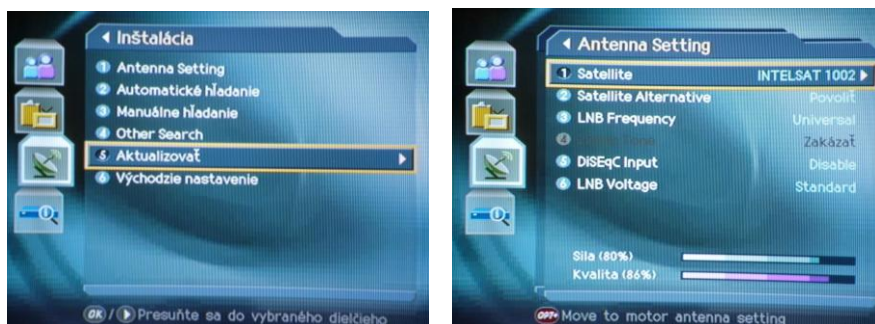 Inštalácia
1 Antenna Setting
2 Automatické hľadanie
3 Manuálne hľadanie
4 Other Search
5 Aktualizovať
6 Východzie nastavenie
OK / Presuňte sa do vybraného dielčieho
Antenna Setting
1 Satellite INTELSAT 1002
2 Satellite Alternative Povoliť
3 LNB Frequency Universal
4 Zakázať
5 DiSEqC Input Disable
6 LNB Voltage Standard
Sila (80%)
Kvalita (86%)
OPT+ Move to motor antenna setting